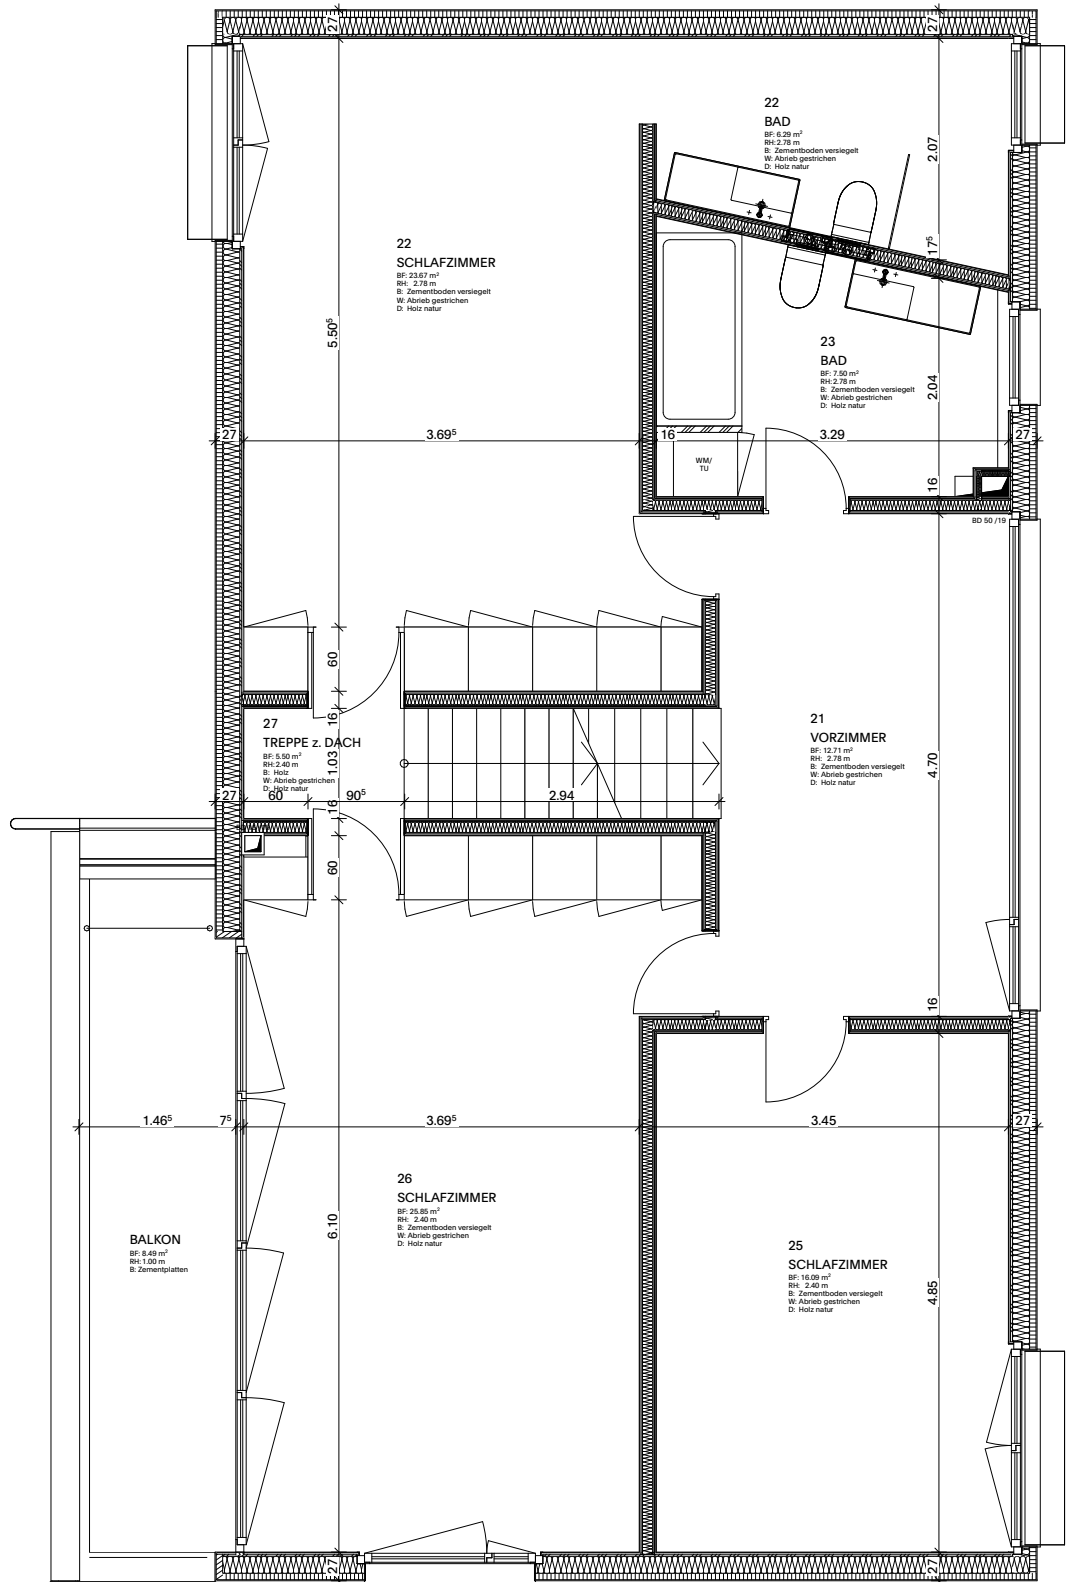 27
27
22
BAD
BF: 6.29 m²
RH: 2.78 m
B: Zementboden versiegelt
W: Abrieb gestrichen
D: Holz natur
2.07
17⁵
22
SCHLAFZIMMER
BF: 23.67 m²
RH: 2.78 m
B: Zementboden versiegelt
W: Abrieb gestrichen
D: Holz natur
5.50⁵
23
BAD
BF: 7.50 m²
RH: 2.78 m
B: Zementboden versiegelt
W: Abrieb gestrichen
D: Holz natur
2.04
27
3.69⁵
16
3.29
27
WM/
TU
16
BD 50 /19
60
16
27
TREPPE z. DACH
BF: 5.50 m²
RH: 2.40 m
B: Holz
W: Abrieb gestrichen
D: Holz natur
1.03
21
VORZIMMER
BF: 12.71 m²
RH: 2.78 m
B: Zementboden versiegelt
W: Abrieb gestrichen
D: Holz natur
4.70
27
60
90⁵
2.94
16
60
16
1.46⁵
7⁵
3.69⁵
3.45
27
26
SCHLAFZIMMER
BF: 25.85 m²
RH: 2.40 m
B: Zementboden versiegelt
W: Abrieb gestrichen
D: Holz natur
6.10
BALKON
BF: 8.49 m²
RH: 1.00 m
B: Zementplatten
25
SCHLAFZIMMER
BF: 16.09 m²
RH: 2.40 m
B: Zementboden versiegelt
W: Abrieb gestrichen
D: Holz natur
4.85
27
27